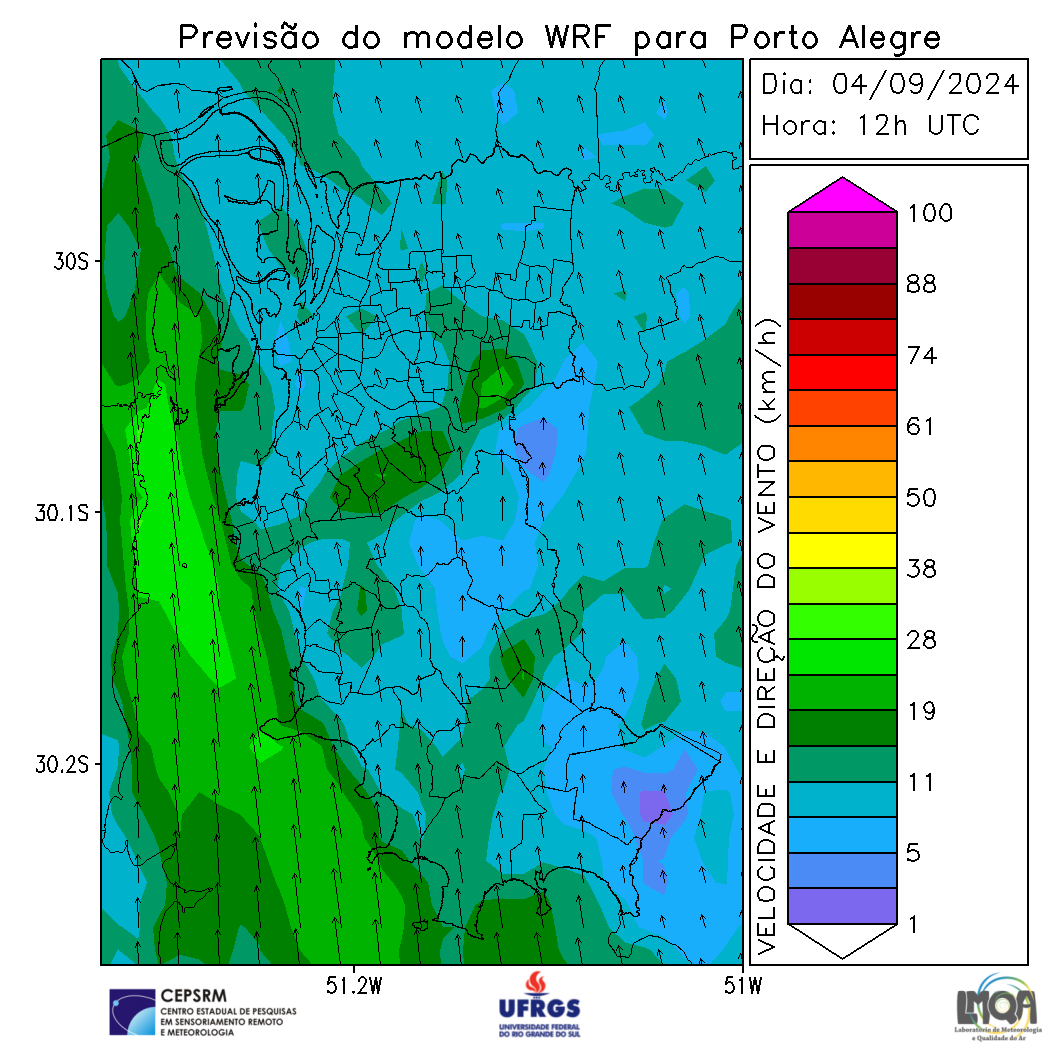 Previsão do modelo WRF para Porto Alegre
Dia: 04/09/2024
Hora: 12h UTC
30S
30.1S
30.2S
51.2W
51W
VELOCIDADE E DIREÇÃO DO VENTO (km/h)
100
88
74
61
50
38
28
19
11
5
1
CEPSRM
CENTRO ESTADUAL DE PESQUISAS
EM SENSORIAMENTO REMOTO
E METEOROLOGIA
UFRGS
UNIVERSIDADE FEDERAL
DO RIO GRANDE DO SUL
LMQA
Laboratório de Meteorologia
e Qualidade do Ar